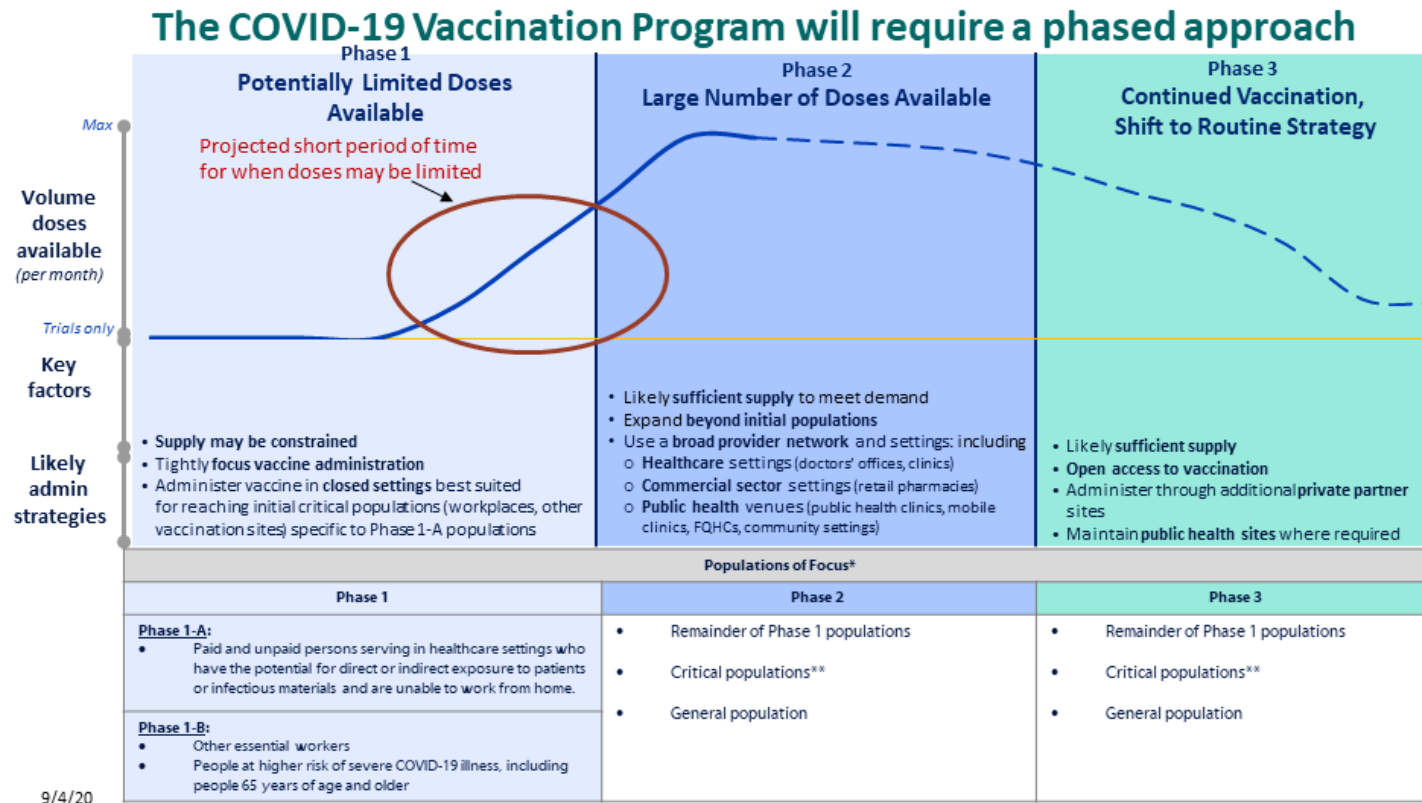 The COVID-19 Vaccination Program will require a phased approach
Phase 1
Potentially Limited Doses
Available
Projected short period of time
for when doses may be limited
Phase 2
Large Number of Doses Available
Phase 3
Continued Vaccination,
Shift to Routine Strategy
Max
Volume
doses
available
(per month)
Trials only
Key
factors
Likely
admin
strategies
• Supply may be constrained
• Tightly focus vaccine administration
• Administer vaccine in closed settings best suited
for reaching initial critical populations (workplaces, other
vaccination sites) specific to Phase 1-A populations
• Likely sufficient supply to meet demand
• Expand beyond initial populations
• Use a broad provider network and settings: including
o Healthcare settings (doctors' offices, clinics)
o Commercial sector settings (retail pharmacies)
o Public health venues (public health clinics, mobile
clinics, FQHCs, community settings)
• Likely sufficient supply
• Open access to vaccination
• Administer through additional private partner
sites
• Maintain public health sites where required
Populations of Focus*
Phase 1
Phase 2
Phase 3
Phase 1-A:
• Paid and unpaid persons serving in healthcare settings who
have the potential for direct or indirect exposure to patients
or infectious materials and are unable to work from home.
Phase 1-B:
• Other essential workers
• People at higher risk of severe COVID-19 illness, including
people 65 years of age and older
• Remainder of Phase 1 populations
• Critical populations**
• General population
• Remainder of Phase 1 populations
• Critical populations**
• General population
9/4/20